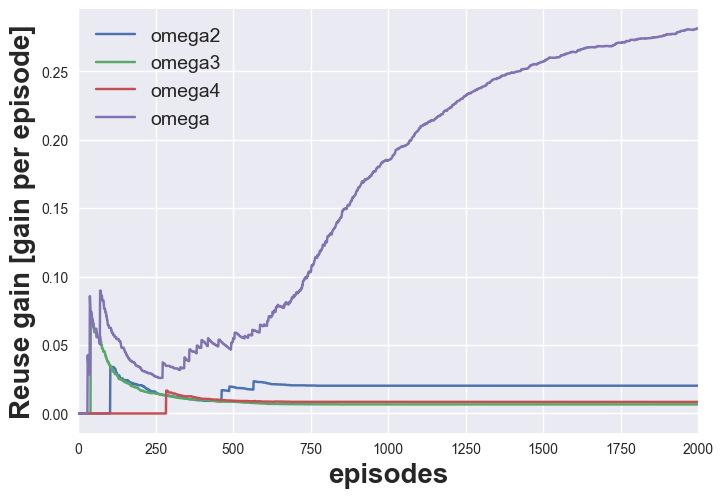 omega2
omega3
omega4
omega
Reuse gain [gain per episode]
0.25
0.20
0.15
0.10
0.05
0.00
0 250 500 750 1000 1250 1500 1750 2000
episodes